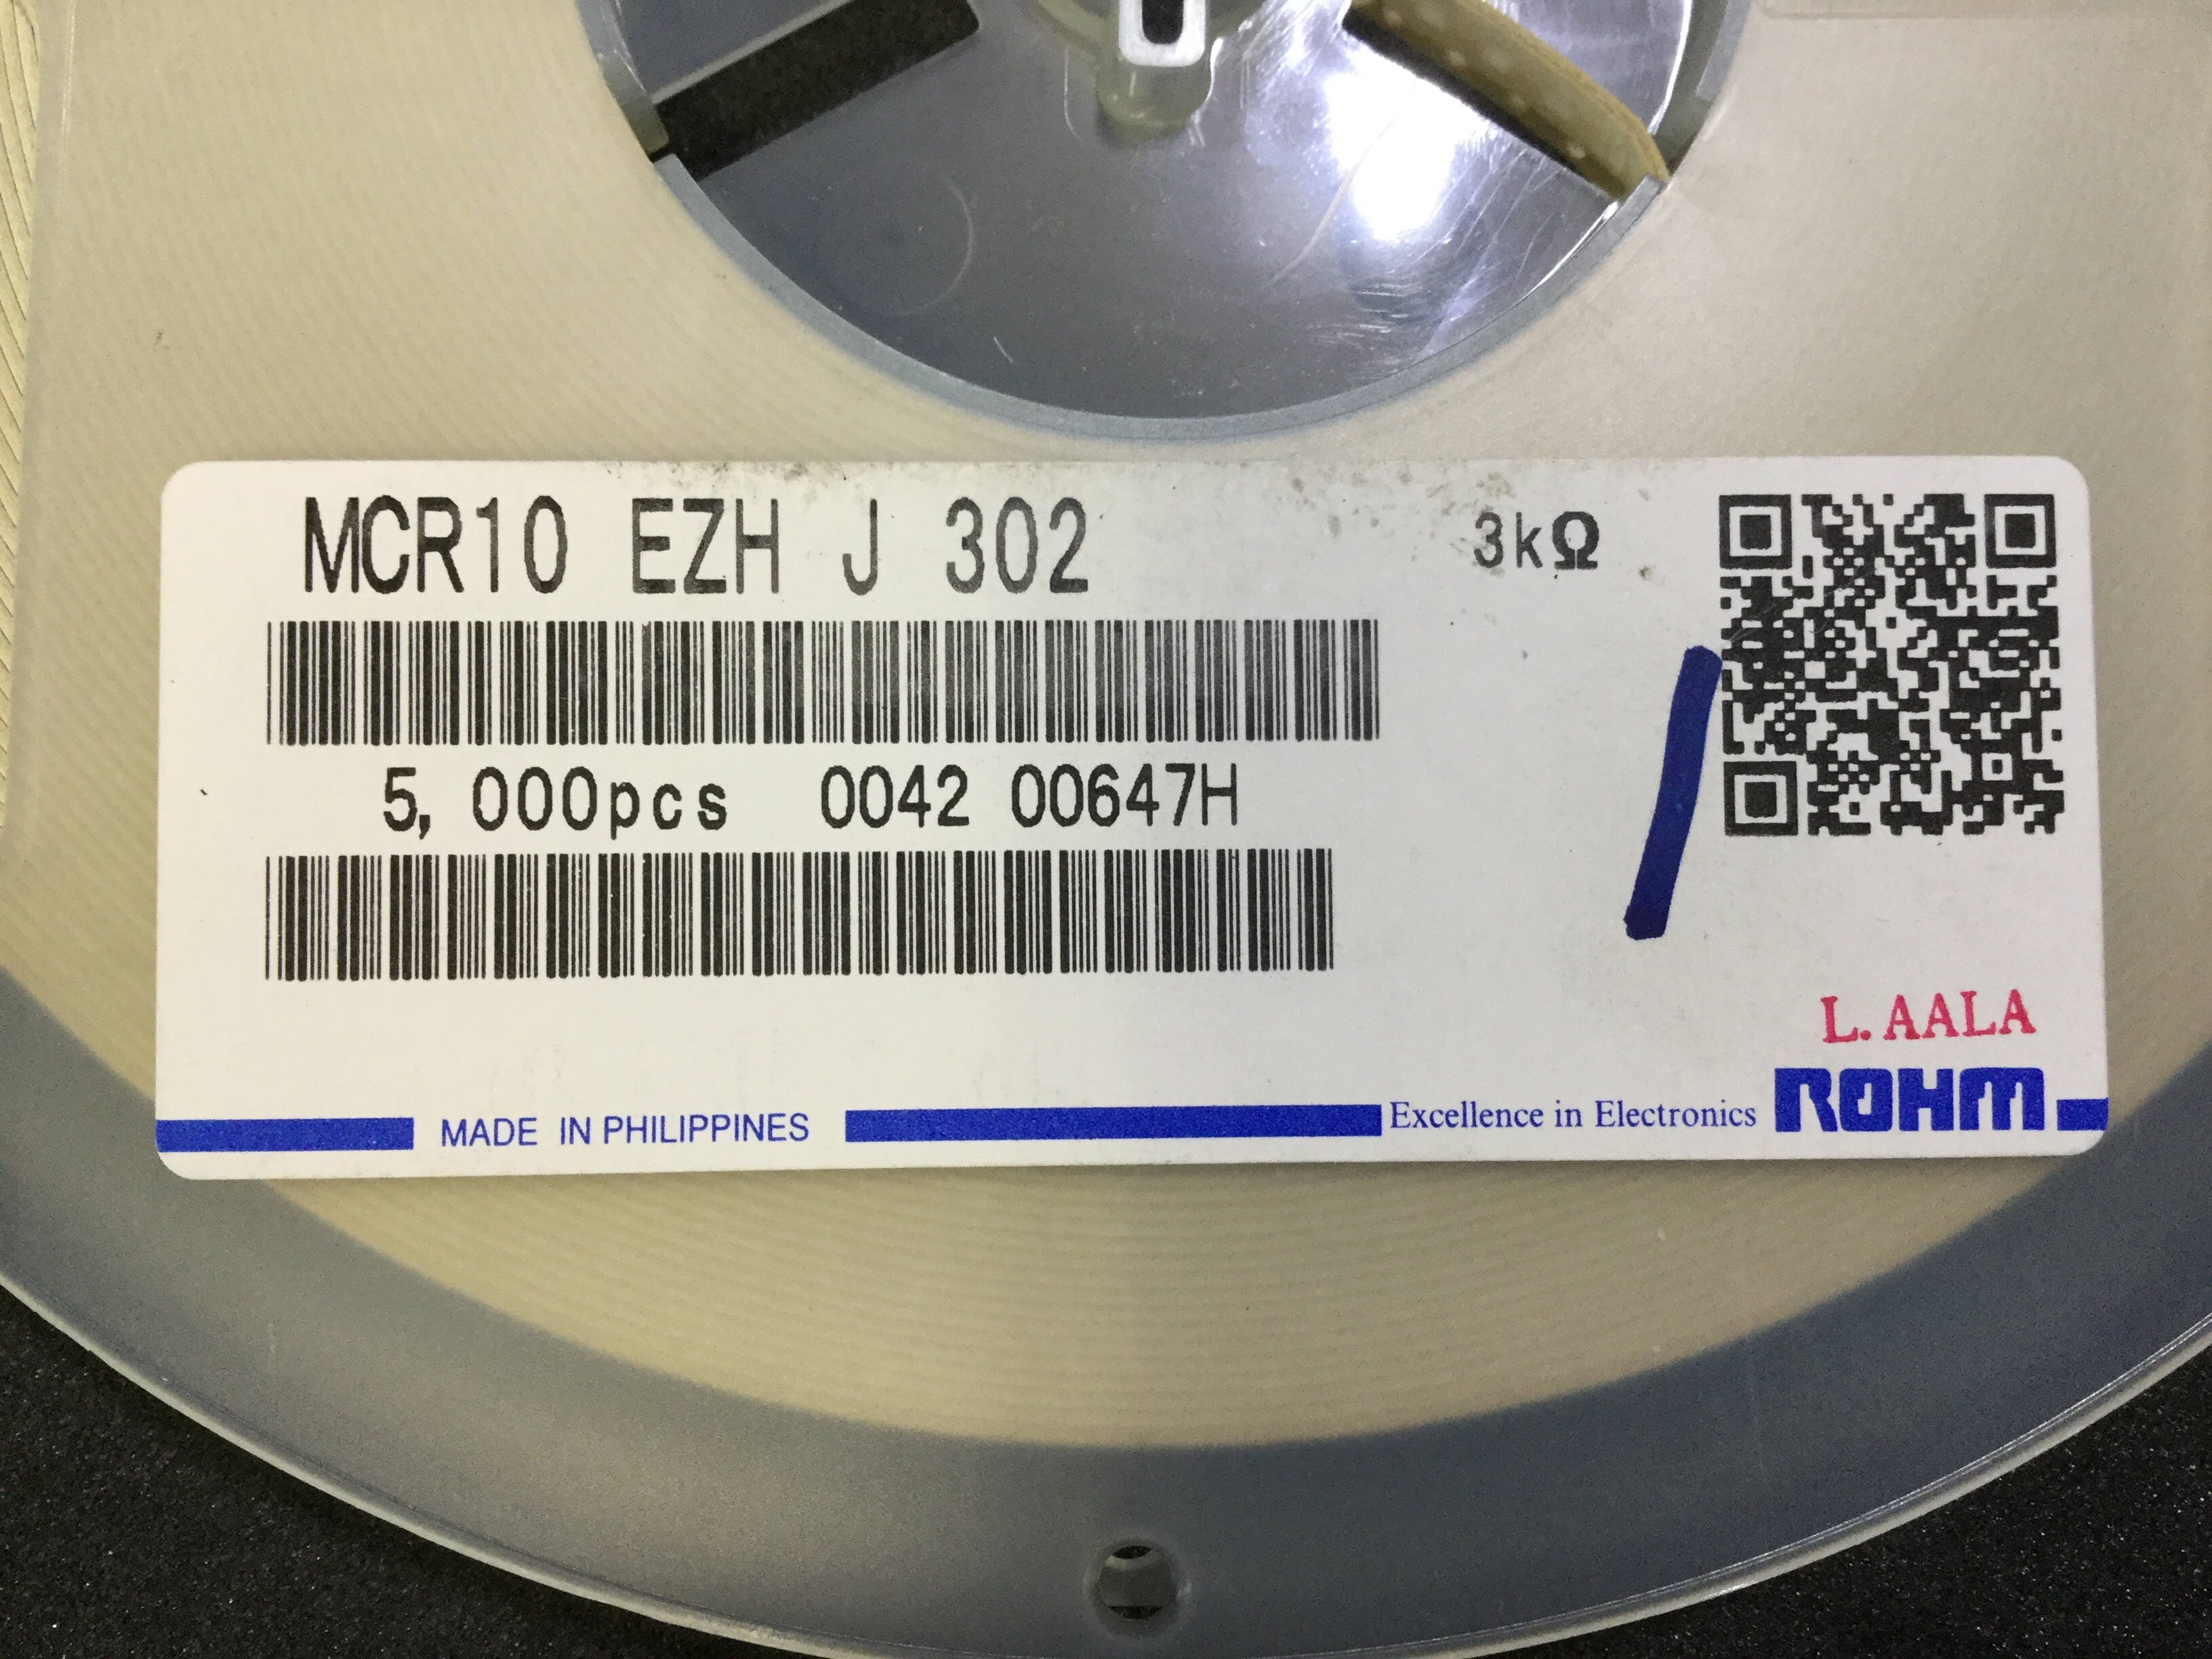 MCR10 EZH J 302 3kΩ
5,000pcs 0042 00647H
L. AALA
MADE IN PHILIPPINES Excellence in Electronics ROHM